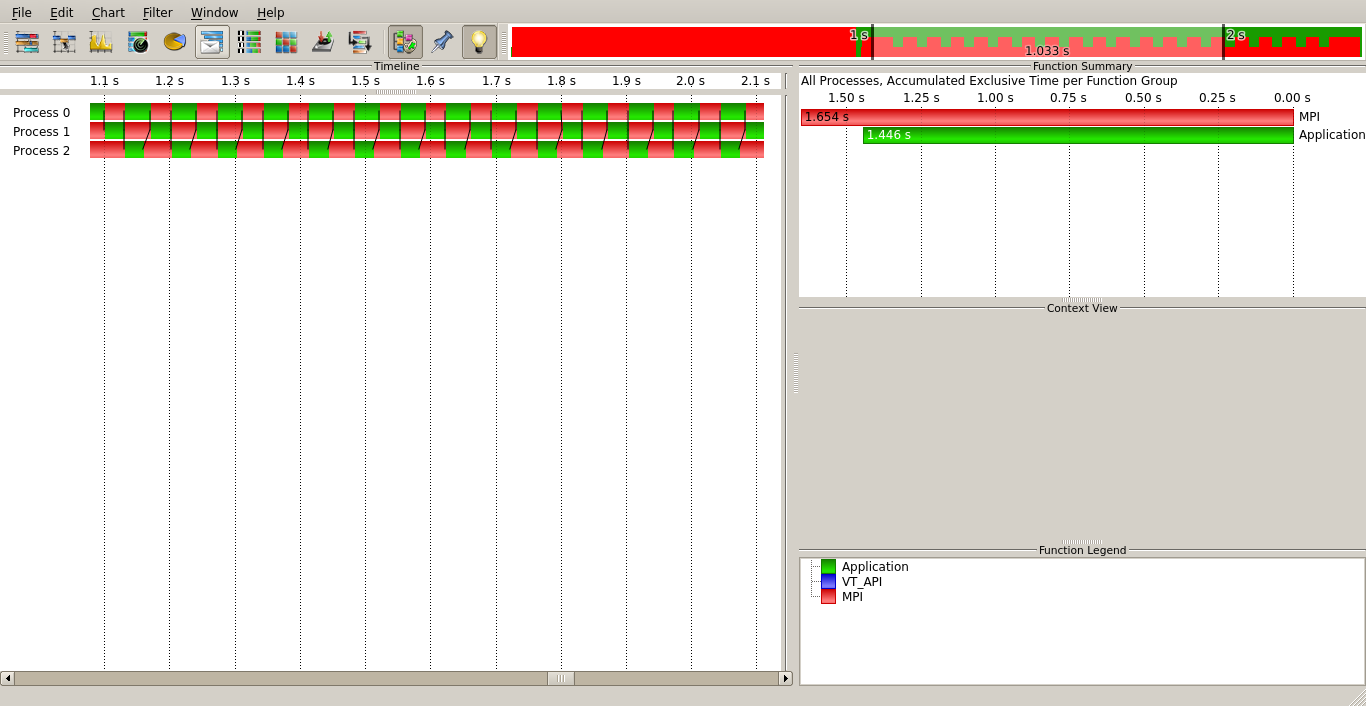 File Edit Chart Filter Window Help
1 s 2 s
1.033 s
Timeline
1.1 s 1.2 s 1.3 s 1.4 s 1.5 s 1.6 s 1.7 s 1.8 s 1.9 s 2.0 s 2.1 s
Process 0
Process 1
Process 2
Function Summary
All Processes, Accumulated Exclusive Time per Function Group
1.50 s 1.25 s 1.00 s 0.75 s 0.50 s 0.25 s 0.00 s
1.654 s MPI
1.446 s Application
Context View
Function Legend
Application
VT_API
MPI